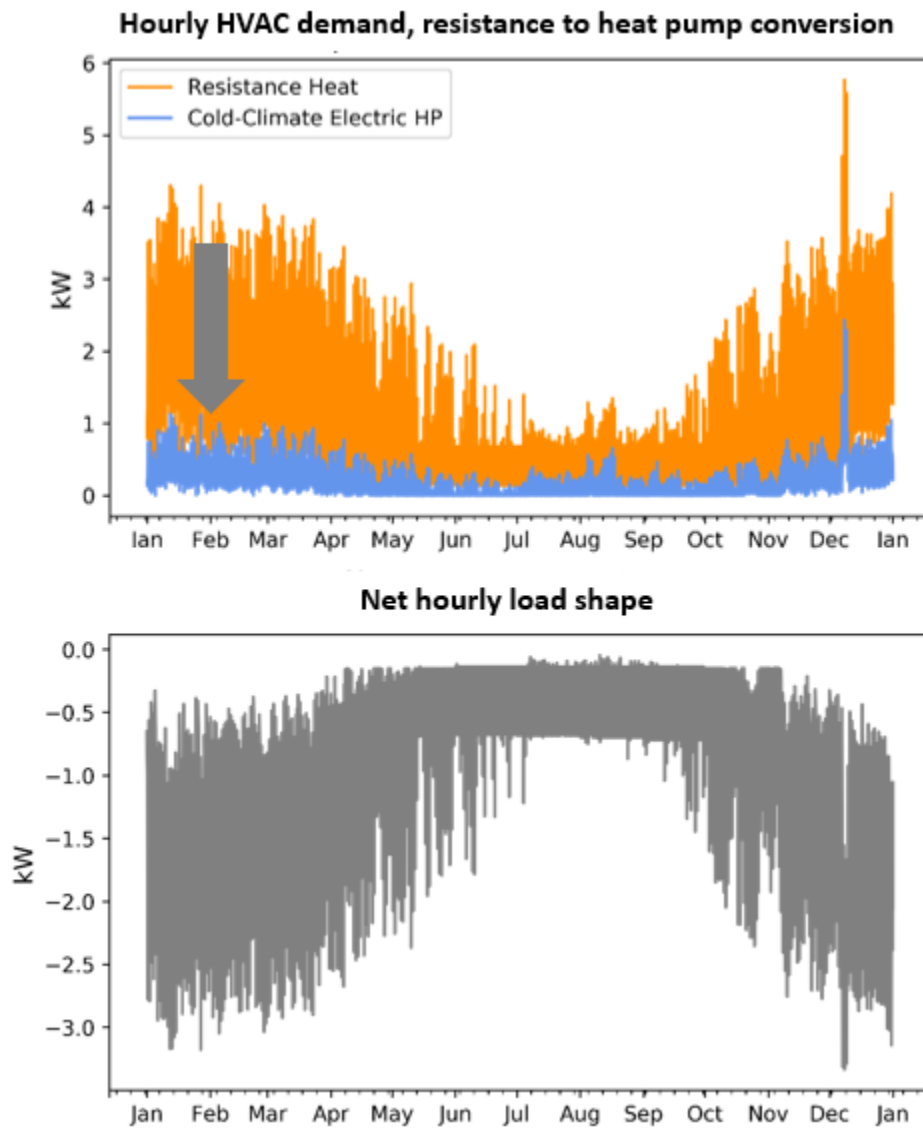 Hourly HVAC demand, resistance to heat pump conversion
6
5
4
3
2
1
0
kW
Resistance Heat
Cold-Climate Electric HP
Jan Feb Mar Apr May Jun Jul Aug Sep Oct Nov Dec Jan
Net hourly load shape
0.0
−0.5
−1.0
−1.5
−2.0
−2.5
−3.0
kW
Jan Feb Mar Apr May Jun Jul Aug Sep Oct Nov Dec Jan